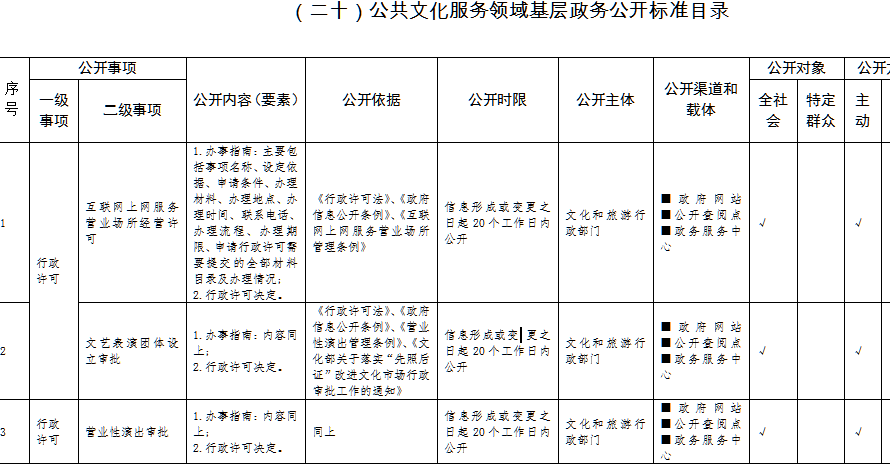 （二十）公共文化服务领域基层政务公开标准目录
序号
公开事项
一级事项
二级事项
公开内容（要素）
公开依据
公开时限
公开主体
公开渠道和
载体
公开对象
全社会
特定群众
公开方
主动
1
行政
许可
互联网上网服务
营业场所经营许
可
1.办事指南：主要包
括事项名称、设定依
据、申请条件、办理
材料、办理地点、办
理时间、联系电话、
办理流程、办理期
限、申请行政许可需
要提交的全部材料
目录及办理情况；
2.行政许可决定。
《行政许可法》、《政府
信息公开条例》、《互联
网上网服务营业场所
管理条例》
信息形成或变更之
日起20个工作日内
公开
文化和旅游行
政部门
■政府网站
■公开查阅点
■政务服务中
心
√
√
2
文艺表演团体设
立审批
1.办事指南：内容同
上；
2.行政许可决定。
《行政许可法》、《政府
信息公开条例》、《营业
性演出管理条例》、《文
化部关于落实“先照后
证”改进文化市场行政
审批工作的通知》
信息形成或变更之
日起20个工作日内
公开
文化和旅游行
政部门
■政府网站
■公开查阅点
■政务服务中
心
√
√
3
行政
许可
营业性演出审批
1.办事指南：内容同
上；
2.行政许可决定。
同上
信息形成或变更之
日起20个工作日内
公开
文化和旅游行
政部门
■政府网站
■公开查阅点
■政务服务中
心
√
√